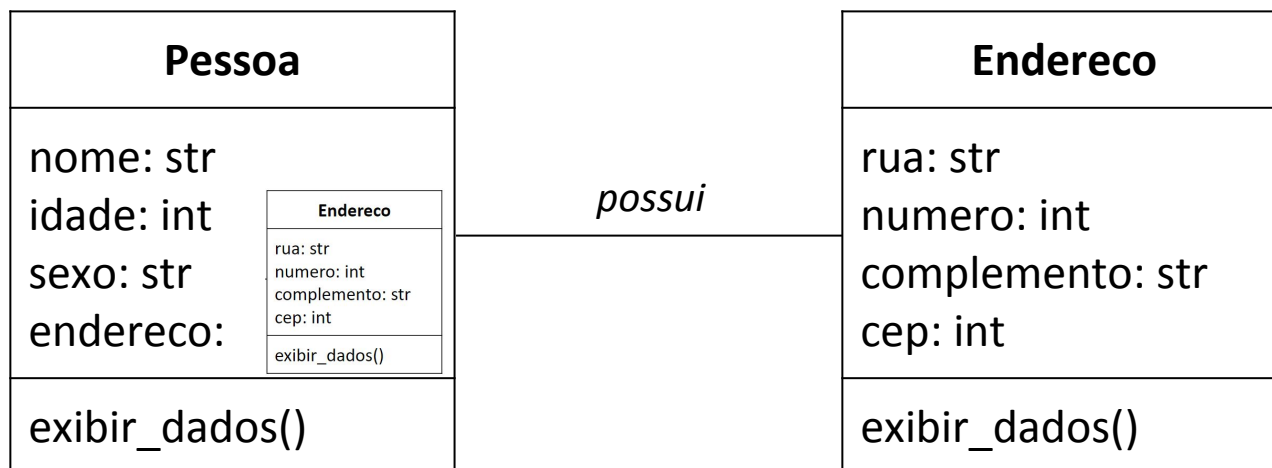 Pessoa
nome: str
idade: int
sexo: str
endereco:
Endereco
rua: str
numero: int
complemento: str
cep: int
exibir_dados()
exibir_dados()
possui
Endereco
rua: str
numero: int
complemento: str
cep: int
exibir_dados()